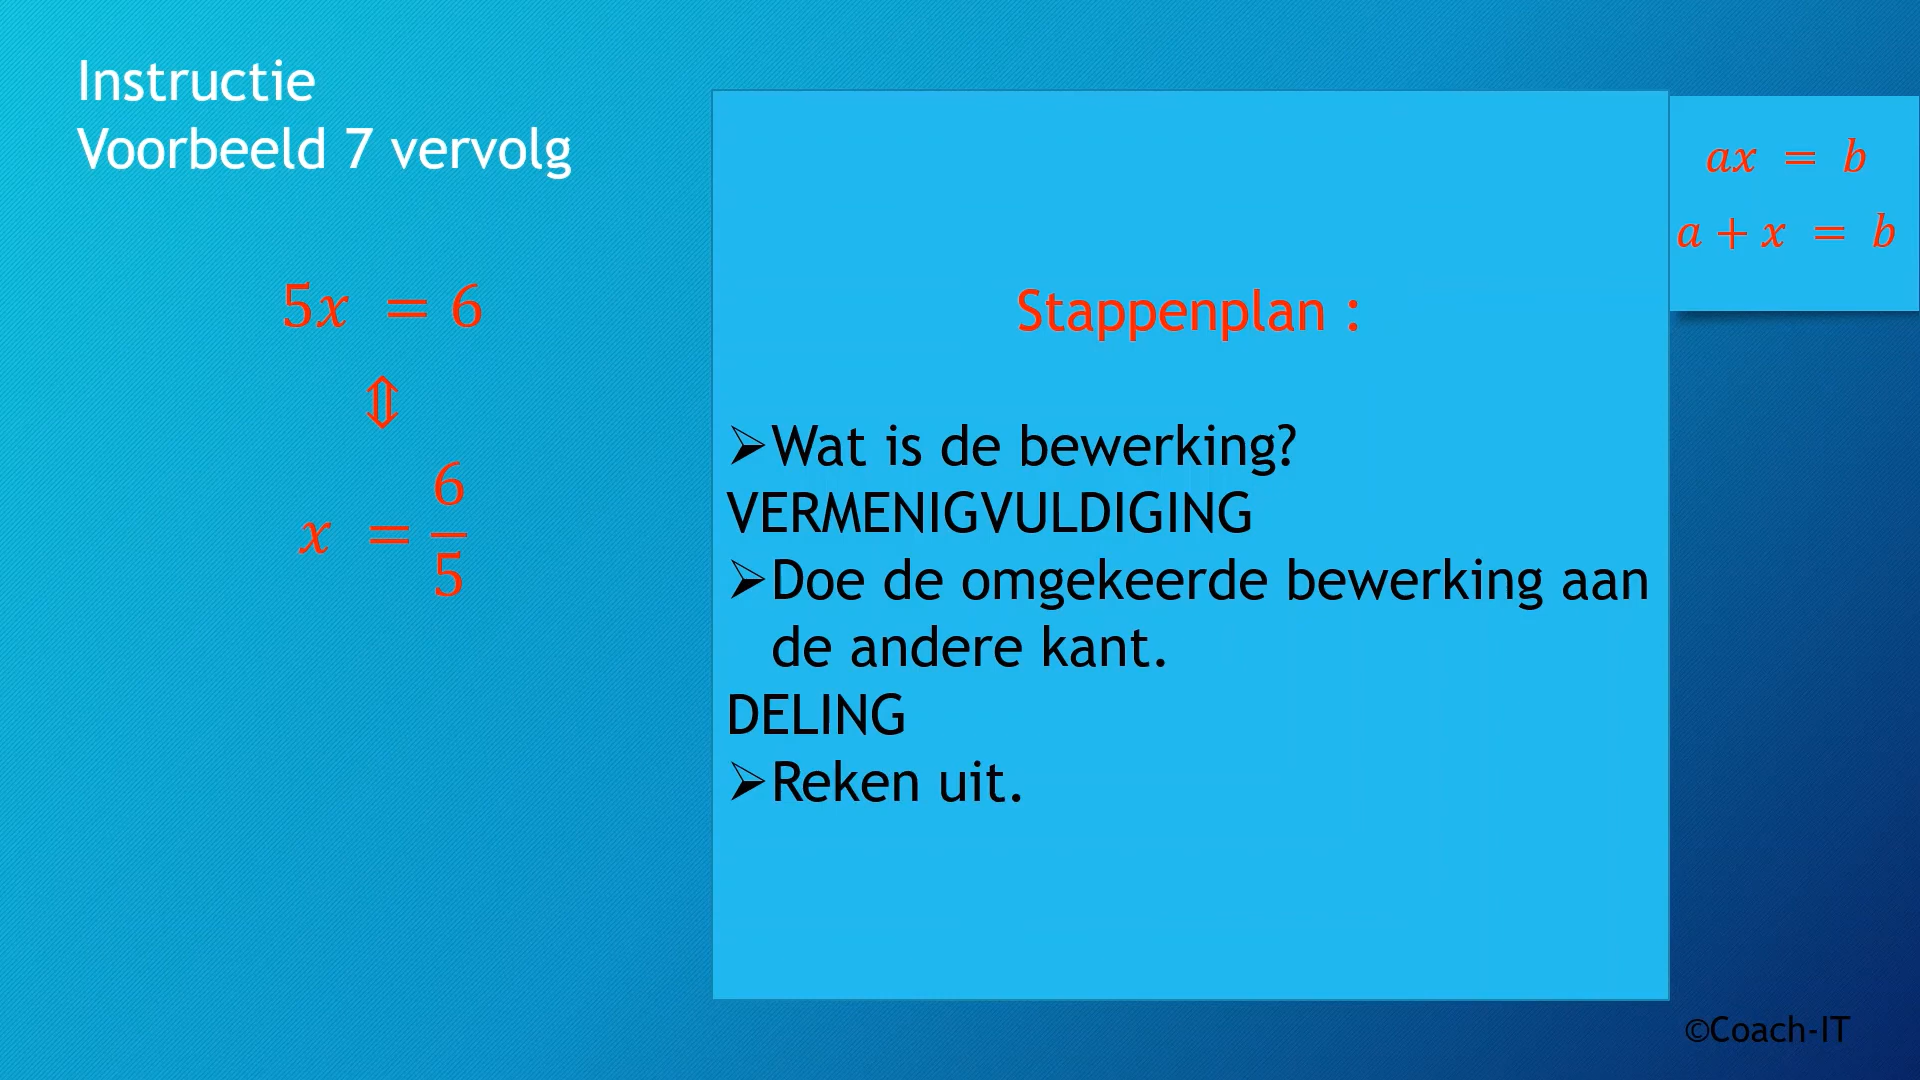 Instructie
Voorbeeld 7 vervolg
5x = 6
⇕
x = 6/5
Stappenplan :
➢Wat is de bewerking?
VERMENIGVULDIGING
➢Doe de omgekeerde bewerking aan
de andere kant.
DELING
➢Reken uit.
ax = b
a + x = b
©Coach-IT